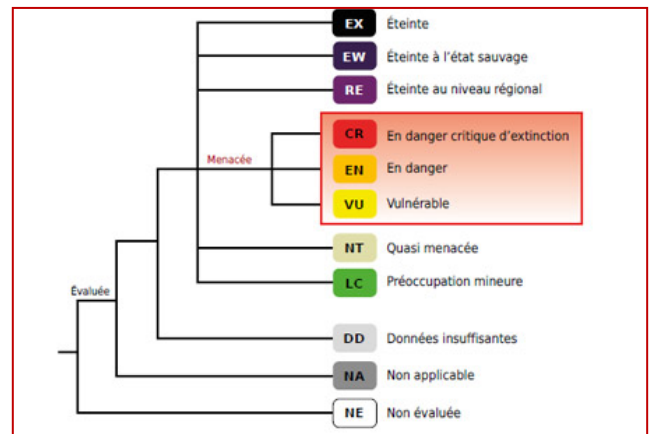 EX Éteinte
EW Éteinte à l'état sauvage
RE Éteinte au niveau régional
Menacée
CR En danger critique d'extinction
EN En danger
VU Vulnérable
NT Quasi menacée
LC Préoccupation mineure
Évaluée
DD Données insuffisantes
NA Non applicable
NE Non évaluée